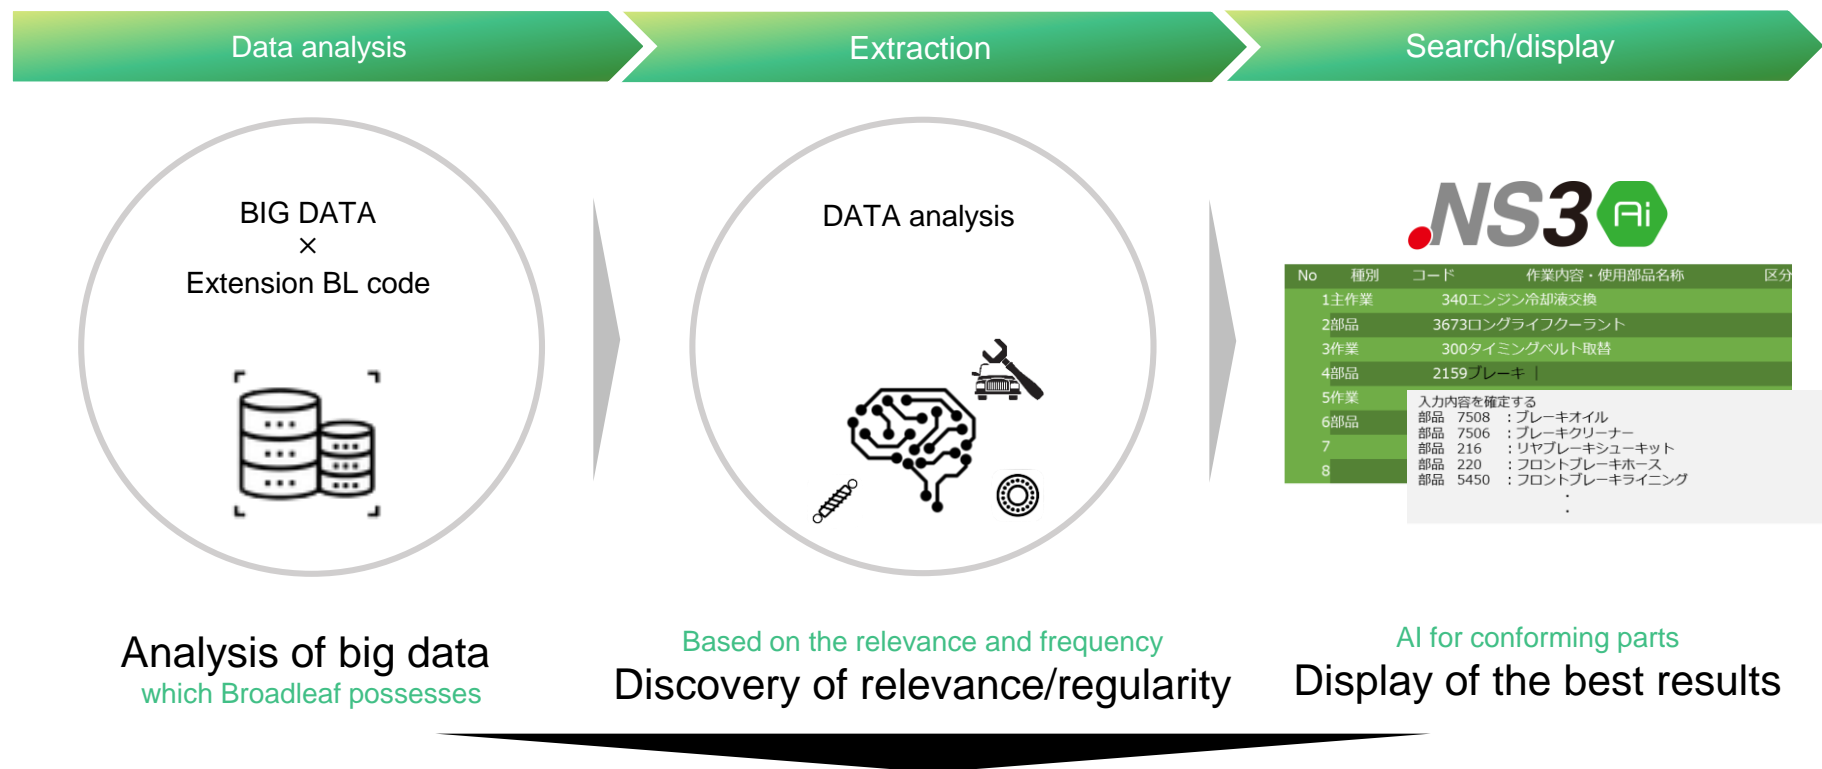 Data analysis
Extraction
Search/display
BIG DATA
×
Extension BL code
Analysis of big data
which Broadleaf possesses
DATA analysis
Based on the relevance and frequency
Discovery of relevance/regularity
.NS3 Ai
No 種別 コード 作業内容・使用部品名称 区分
1主作業 340エンジン冷却液交換
2部品 3673ロングライフクーラント
3作業 300タイミングベルト取替
4部品 2159ブレーキ |
5作業
6部品
7
8
入力内容を確定する
部品 7508 :ブレーキオイル
部品 7506 :ブレーキクリーナー
部品 216 :リヤブレーキシューキット
部品 220 :フロントブレーキホース
部品 5450 :フロントブレーキライニング
・
・
AI for conforming parts
Display of the best results